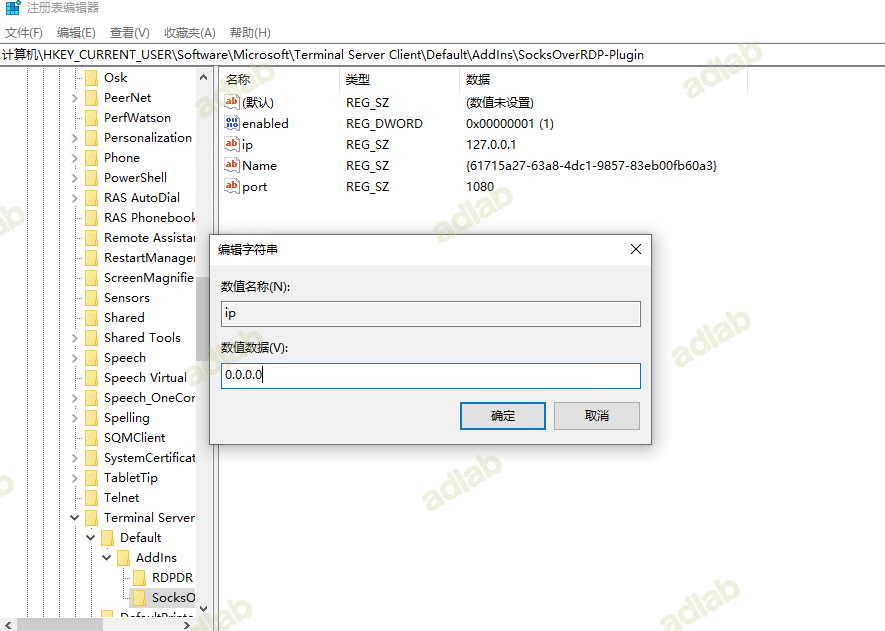 注册表编辑器
文件(F) 编辑(E) 查看(V) 收藏夹(A) 帮助(H)
计算机\HKEY_CURRENT_USER\Software\Microsoft\Terminal Server Client\Default\AddIns\SocksOverRDP-Plugin
Osk
PeerNet
PerfWatson
Personalization
Phone
PowerShell
RAS AutoDial
RAS Phonebook
Remote Assistan
RestartManager
ScreenMagnifie
Sensors
Shared
Shared Tools
Speech
Speech Virtual
Speech_OneCor
Spelling
SQMClient
SystemCertificat
TabletTip
Telnet
Terminal Server
Default
AddIns
RDPDR
SocksO
DefaultPrinte
名称 类型 数据
(默认) REG_SZ (数值未设置)
enabled REG_DWORD 0x00000001 (1)
ip REG_SZ 127.0.0.1
Name REG_SZ {61715a27-63a8-4dc1-9857-83eb00fb60a3}
port REG_SZ 1080
编辑字符串
数值名称(N):
ip
数值数据(V):
0.0.0.0
确定 取消
adlab
adlab
adlab
adlab
adlab
adlab
adlab
adlab